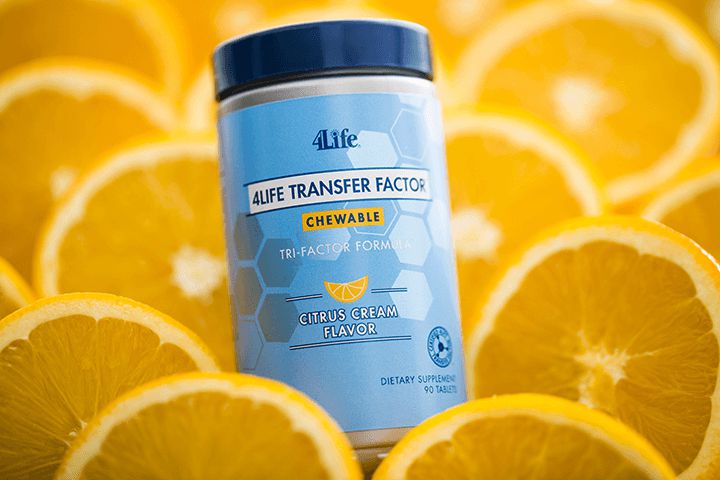 4Life
4LIFE TRANSFER FACTOR
CHEWABLE
TRI-FACTOR FORMULA
CITRUS CREAM
FLAVOR
DIETARY SUPPLEMENT
90 TABLETS